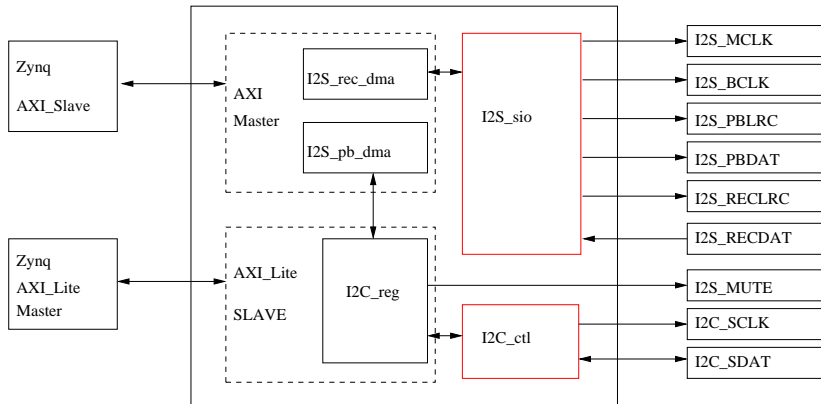 Zynq
AXI_Slave
AXI
Master
I2S_rec_dma
I2S_pb_dma
I2S_sio
I2S_MCLK
I2S_BCLK
I2S_PBLRC
I2S_PBDAT
I2S_RECLRC
I2S_RECDAT
Zynq
AXI_Lite
Master
AXI_Lite
SLAVE
I2C_reg
I2C_ctl
I2S_MUTE
I2C_SCLK
I2C_SDAT